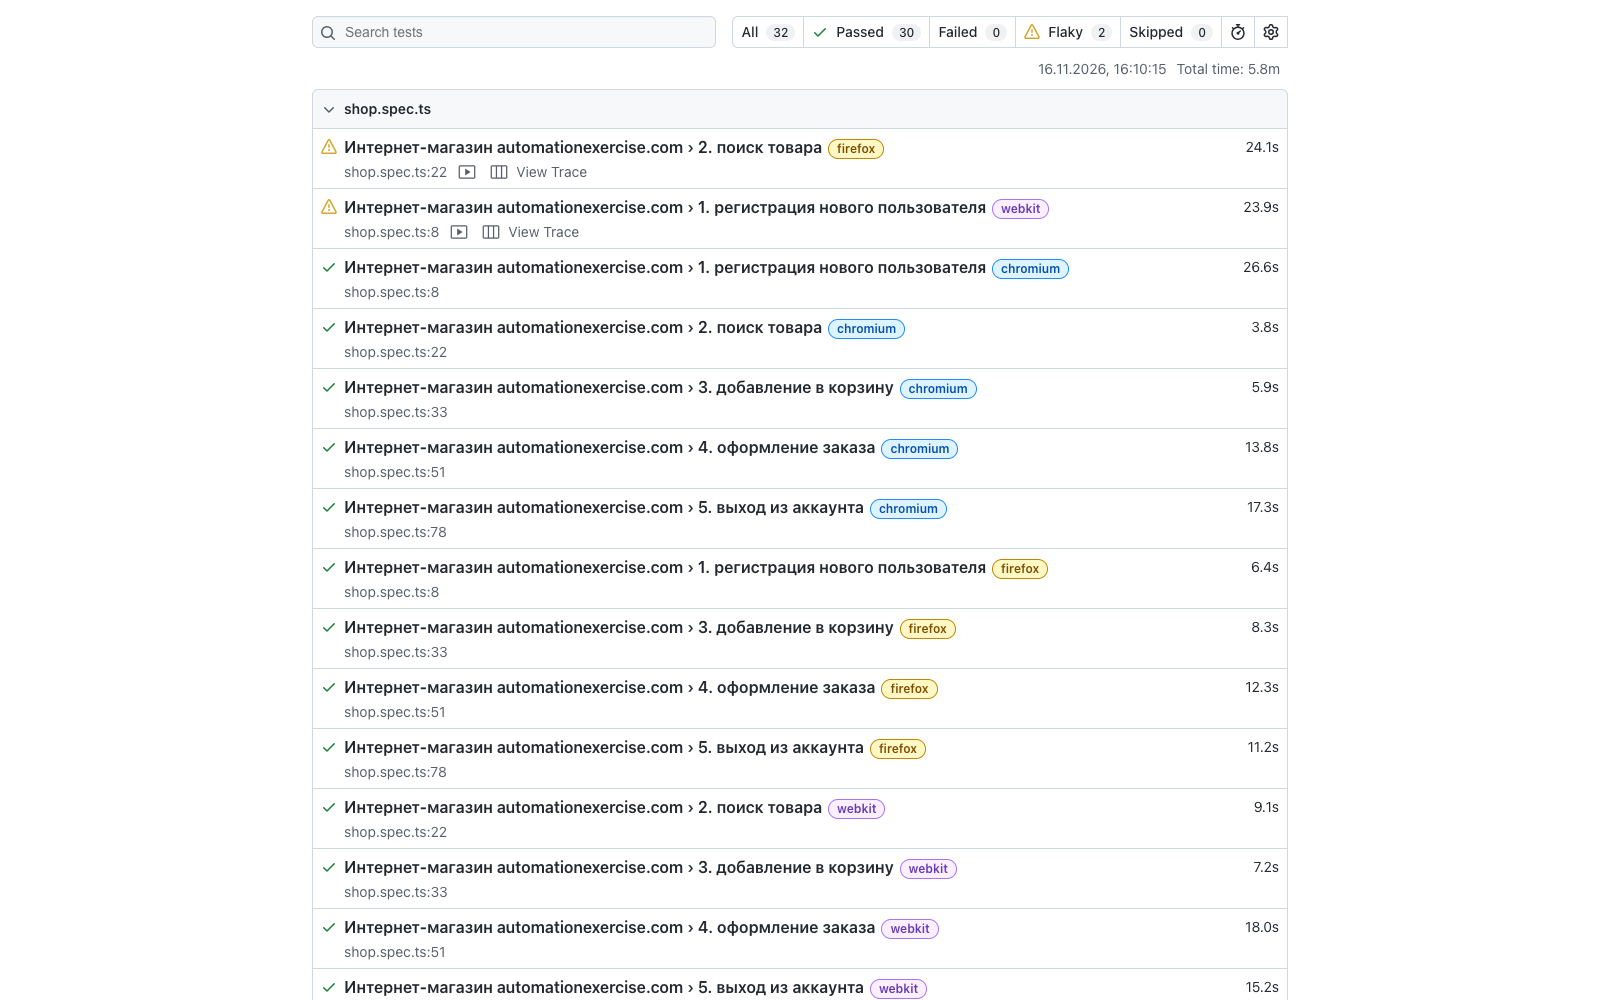 Search tests
All 32 Passed 30 Failed 0 Flaky 2 Skipped 0
16.11.2026, 16:10:15 Total time: 5.8m
shop.spec.ts
Интернет-магазин automationexercise.com › 2. поиск товара firefox 24.1s
shop.spec.ts:22 View Trace
Интернет-магазин automationexercise.com › 1. регистрация нового пользователя webkit 23.9s
shop.spec.ts:8 View Trace
Интернет-магазин automationexercise.com › 1. регистрация нового пользователя chromium 26.6s
shop.spec.ts:8
Интернет-магазин automationexercise.com › 2. поиск товара chromium 3.8s
shop.spec.ts:22
Интернет-магазин automationexercise.com › 3. добавление в корзину chromium 5.9s
shop.spec.ts:33
Интернет-магазин automationexercise.com › 4. оформление заказа chromium 13.8s
shop.spec.ts:51
Интернет-магазин automationexercise.com › 5. выход из аккаунта chromium 17.3s
shop.spec.ts:78
Интернет-магазин automationexercise.com › 1. регистрация нового пользователя firefox 6.4s
shop.spec.ts:8
Интернет-магазин automationexercise.com › 3. добавление в корзину firefox 8.3s
shop.spec.ts:33
Интернет-магазин automationexercise.com › 4. оформление заказа firefox 12.3s
shop.spec.ts:51
Интернет-магазин automationexercise.com › 5. выход из аккаунта firefox 11.2s
shop.spec.ts:78
Интернет-магазин automationexercise.com › 2. поиск товара webkit 9.1s
shop.spec.ts:22
Интернет-магазин automationexercise.com › 3. добавление в корзину webkit 7.2s
shop.spec.ts:33
Интернет-магазин automationexercise.com › 4. оформление заказа webkit 18.0s
shop.spec.ts:51
Интернет-магазин automationexercise.com › 5. выход из аккаунта webkit 15.2s